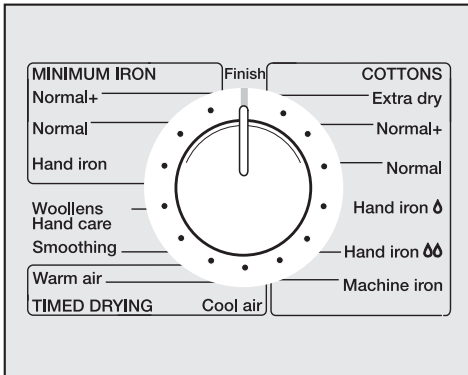 MINIMUM IRON
Normal+
Normal
Hand iron
Woollens
Hand care
Smoothing
Warm air
TIMED DRYING
Cool air
Finish
COTTONS
Extra dry
Normal+
Normal
Hand iron
Hand iron
Machine iron